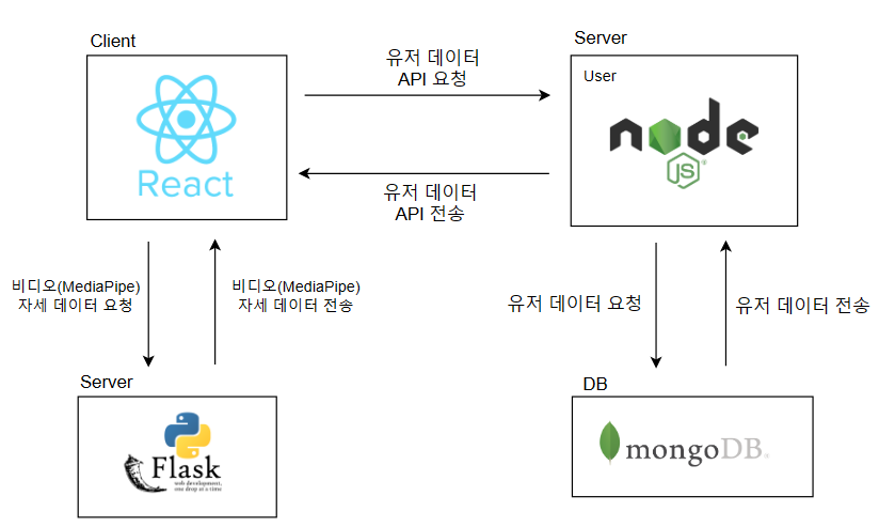 Client
Server
유저 데이터
API 요청
User
node
JS
React
유저 데이터
API 전송
비디오(MediaPipe)
자세 데이터 요청
비디오(MediaPipe)
자세 데이터 전송
유저 데이터 요청
유저 데이터 전송
Server
DB
Flask
web development,
one drop at a time
mongoDB